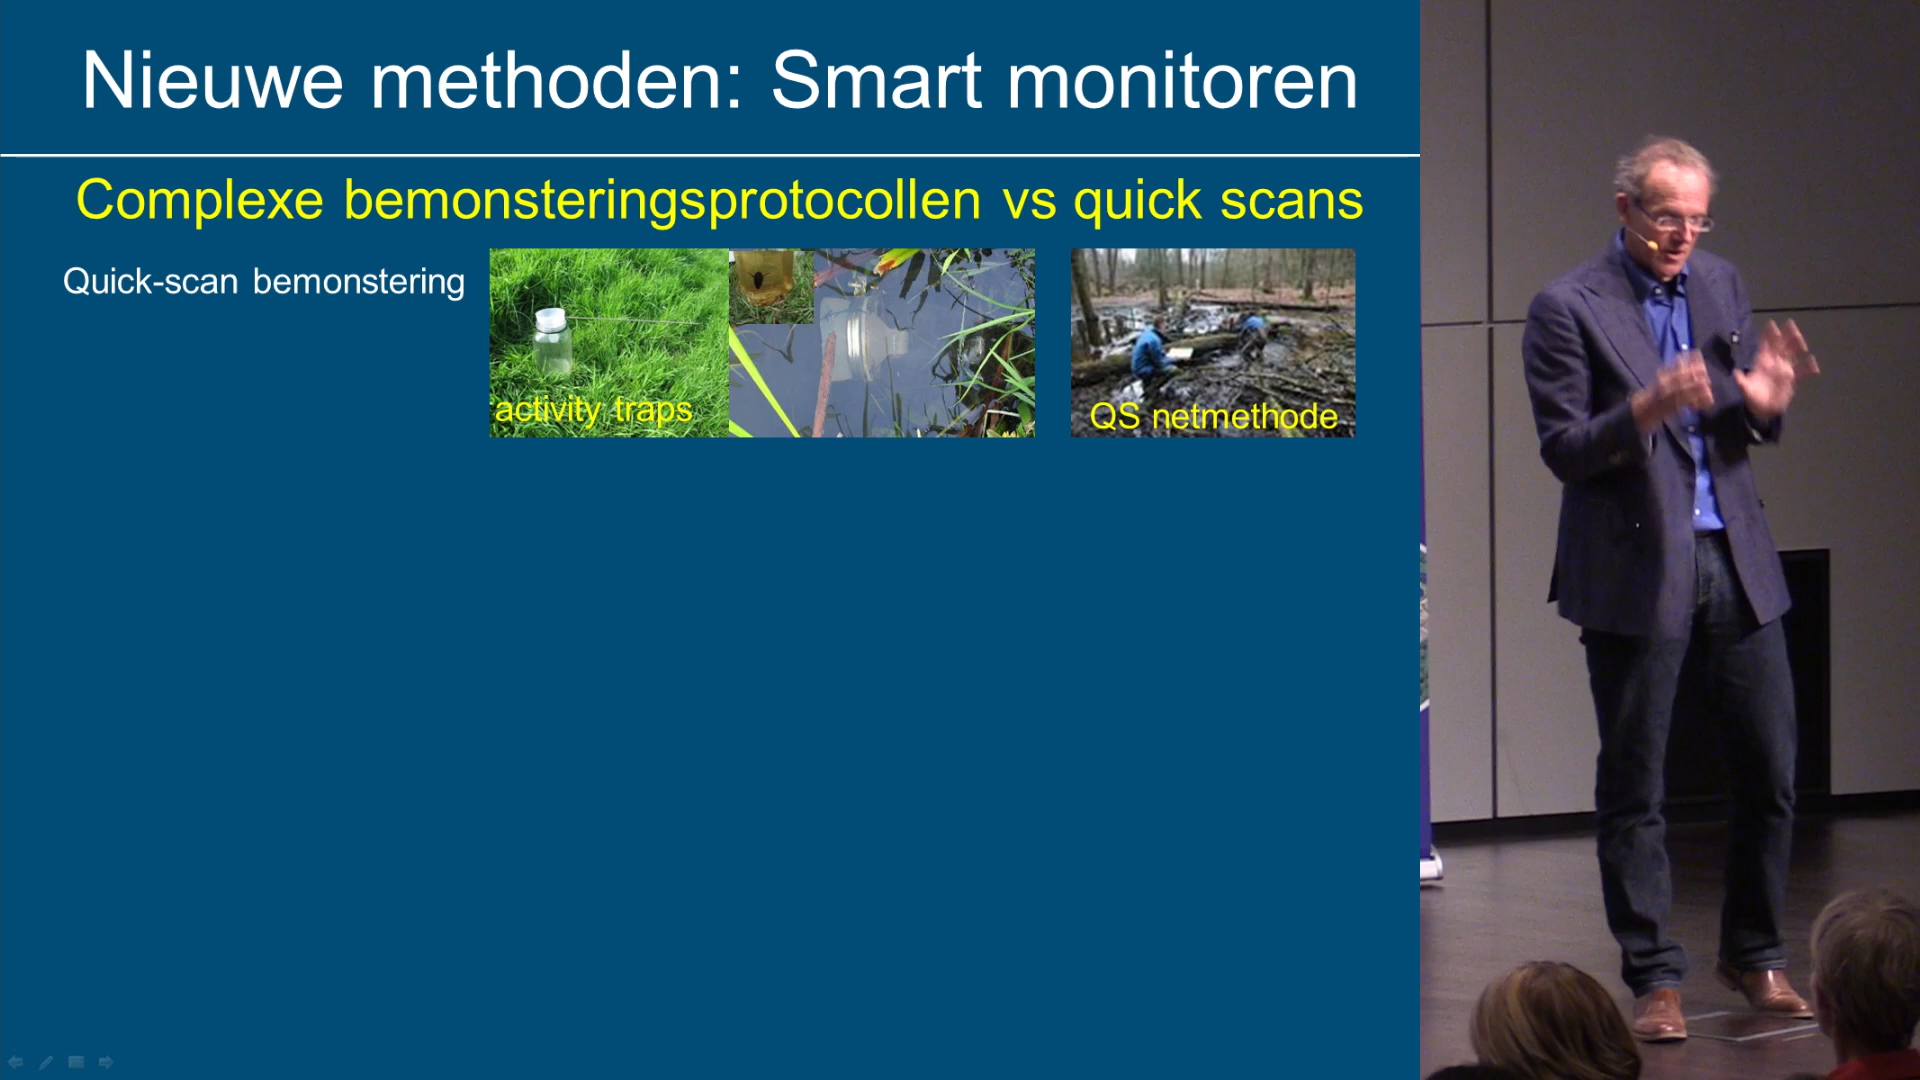 Nieuwe methoden: Smart monitoren
Complexe bemonsteringsprotocollen vs quick scans
Quick-scan bemonstering
activity traps
QS netmethode